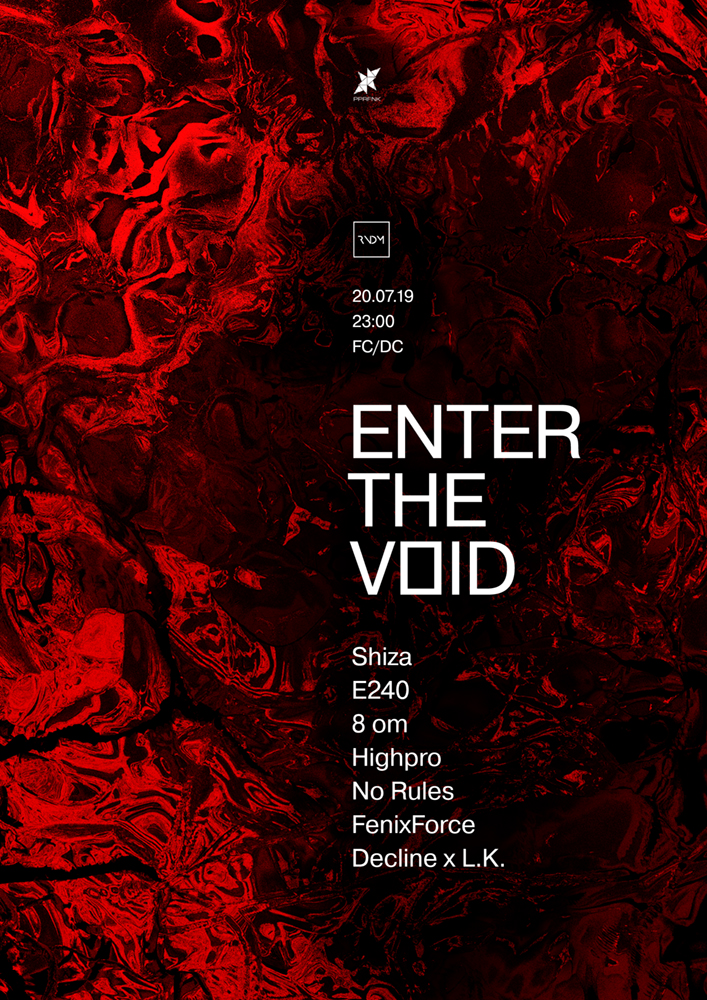 RNDM
20.07.19
23:00
FC/DC
ENTER
THE
V▯ID
Shiza
E240
8 om
Highpro
No Rules
FenixForce
Decline x L.K.